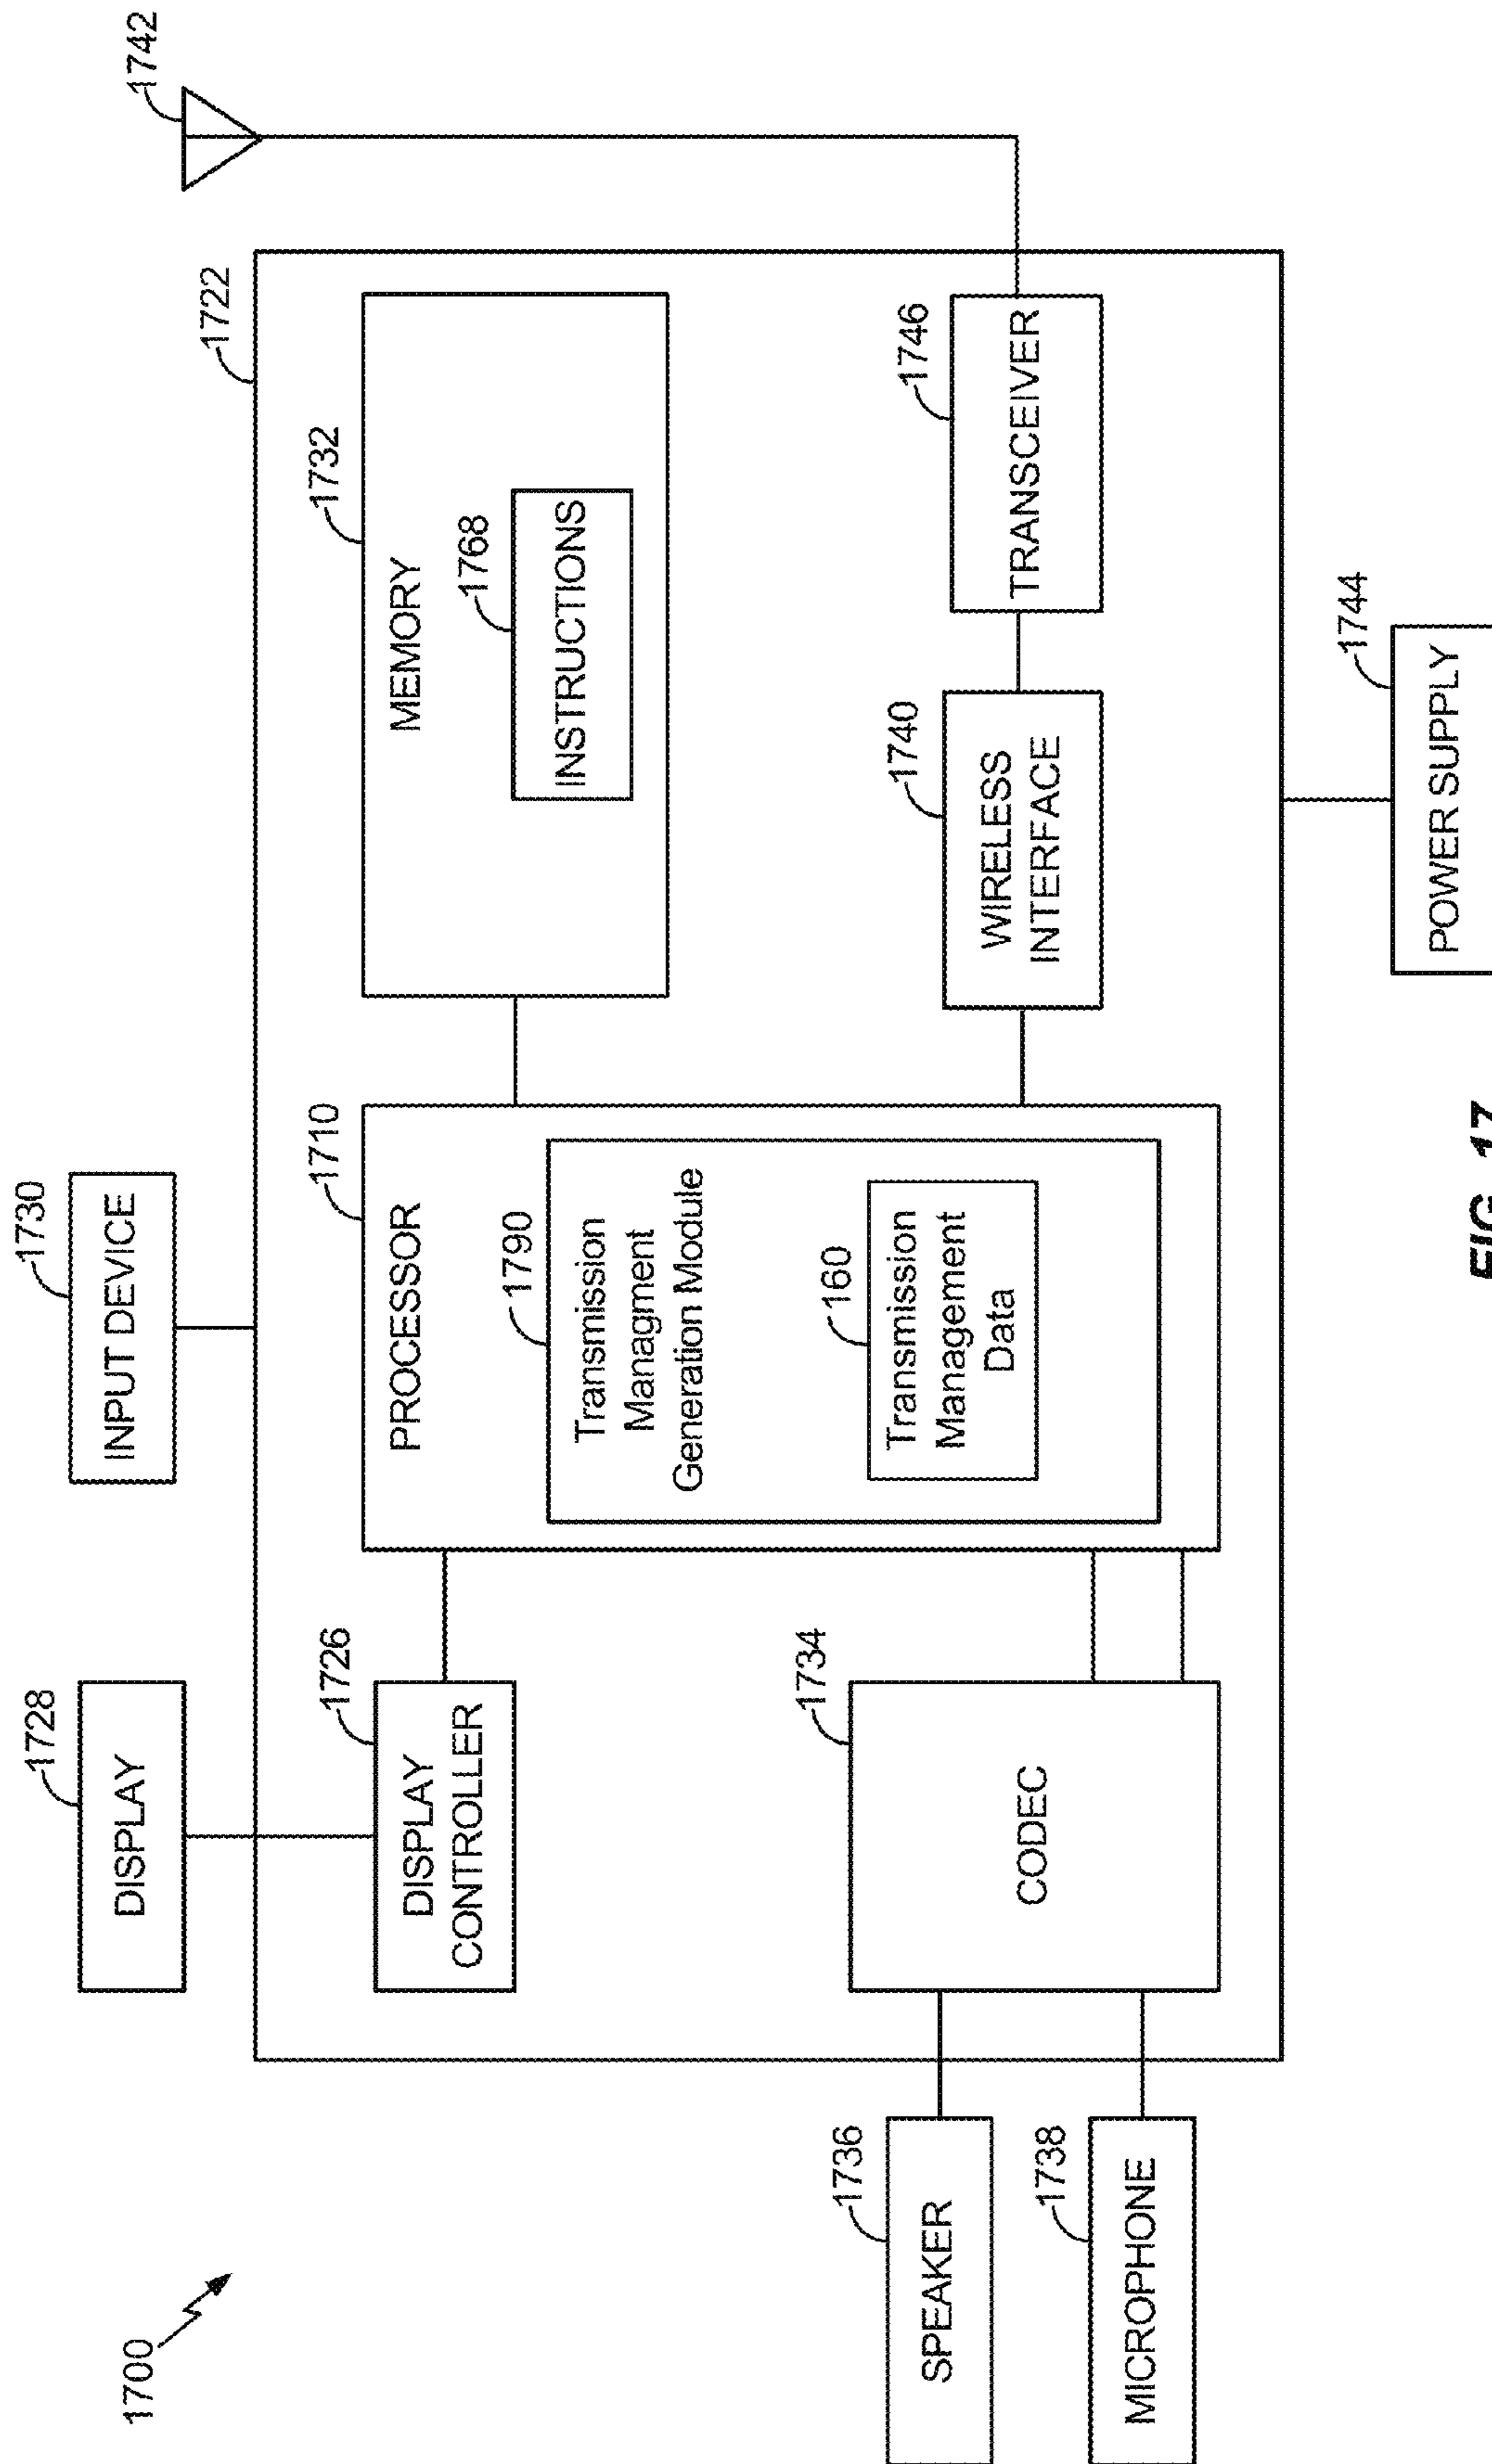 1700
1728
DISPLAY
1730
INPUT DEVICE
1742
1722
1726
DISPLAY
CONTROLLER
1710
PROCESSOR
1790
Transmission
Managment
Generation Module
160
Transmission
Management
Data
1732
MEMORY
1768
INSTRUCTIONS
1736
SPEAKER
1738
MICROPHONE
1734
CODEC
1740
WIRELESS
INTERFACE
1746
TRANSCEIVER
1744
POWER SUPPLY
FIG. 17